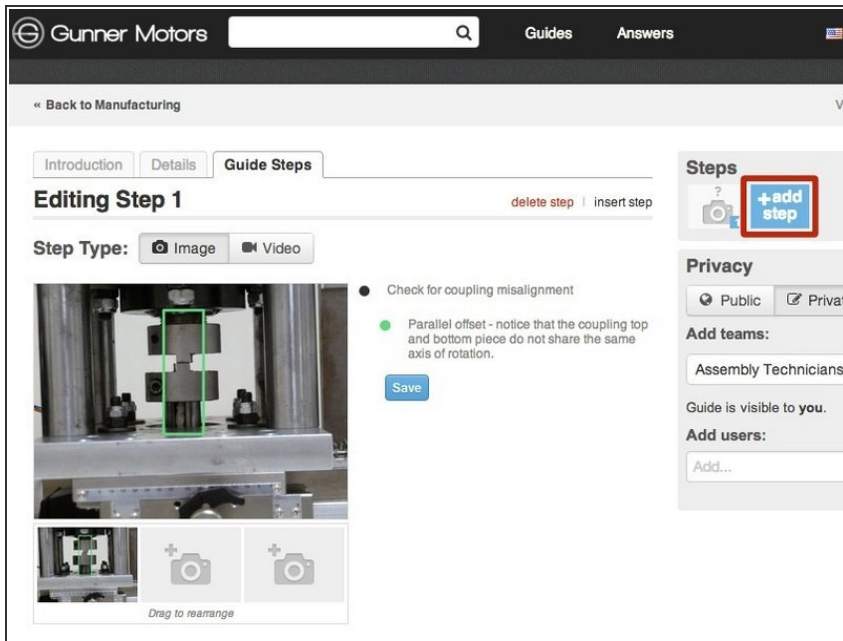 Gunner Motors
Guides
Answers
« Back to Manufacturing
V
Introduction
Details
Guide Steps
Editing Step 1
delete step | insert step
Step Type:
Image
Video
Check for coupling misalignment
Parallel offset - notice that the coupling top
and bottom piece do not share the same
axis of rotation.
Save
Drag to rearrange
Steps
?
1
+add
step
Privacy
Public
Privat
Add teams:
Assembly Technicians
Guide is visible to you.
Add users:
Add...